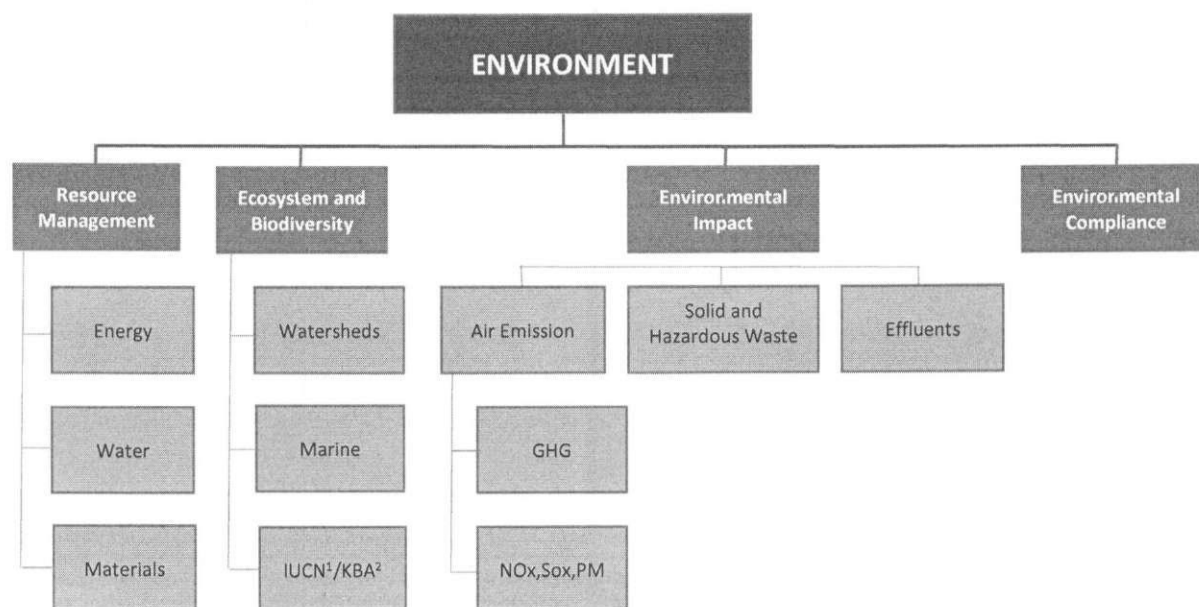 ENVIRONMENT
Resource
Management
Ecosystem and
Biodiversity
Environmental
Impact
Environmental
Compliance
Energy
Watersheds
Air Emission
Solid and
Hazardous Waste
Effluents
Water
Marine
GHG
Materials
IUCN¹/KBA²
NOx,Sox,PM